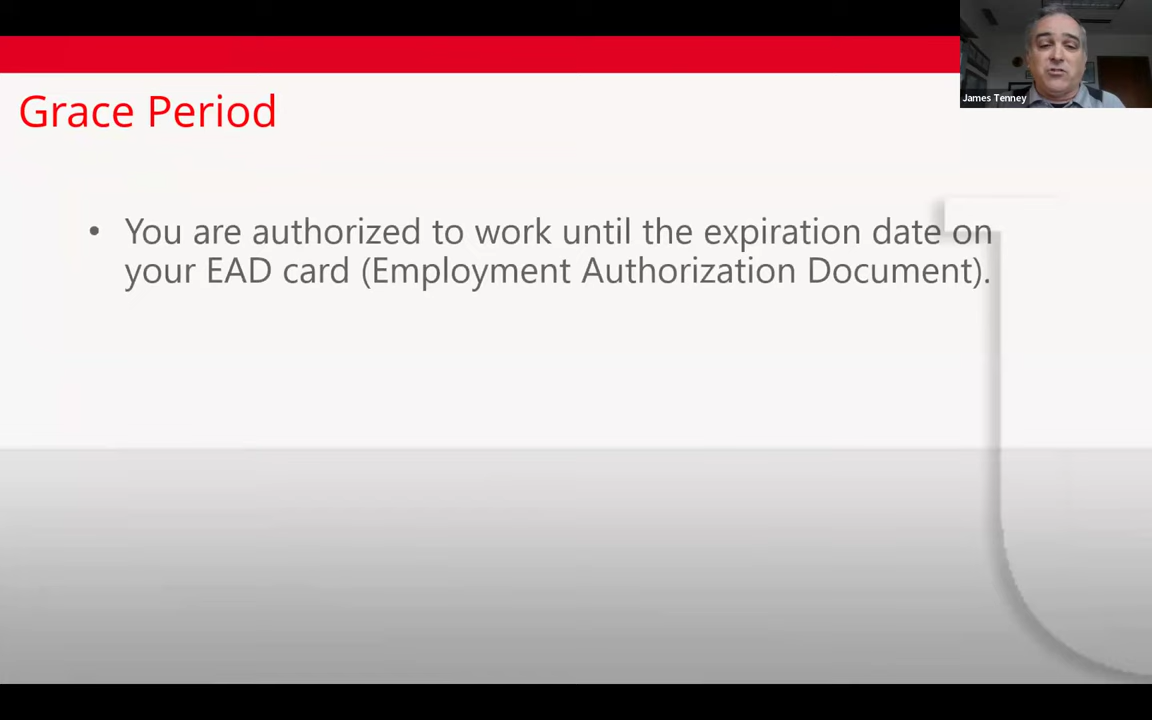 Grace Period
James Tenney
• You are authorized to work until the expiration date on
your EAD card (Employment Authorization Document).